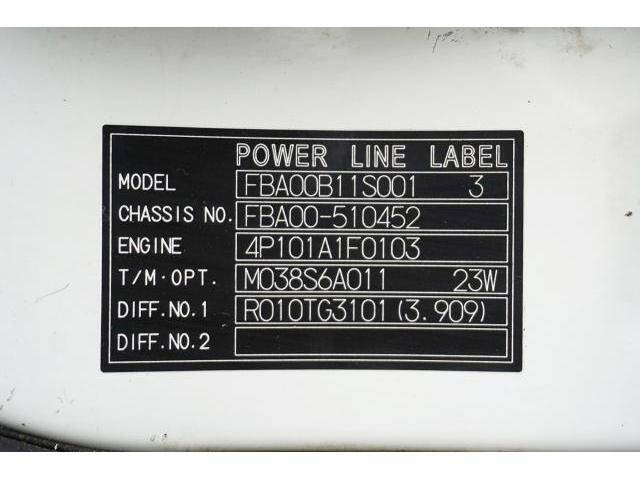 POWER LINE LABEL
MODEL FBA00B11S001 3
CHASSIS NO. FBA00-510452
ENGINE 4P101A1F0103
T/M·OPT. M038S6A011 23W
DIFF.NO.1 R010TG3101(3.909)
DIFF.NO.2